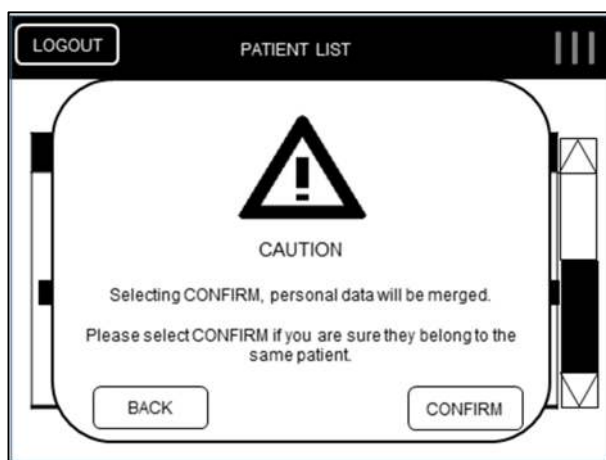 LOGOUT
PATIENT LIST
!
CAUTION
Selecting CONFIRM, personal data will be merged.
Please select CONFIRM if you are sure they belong to the
same patient.
BACK
CONFIRM